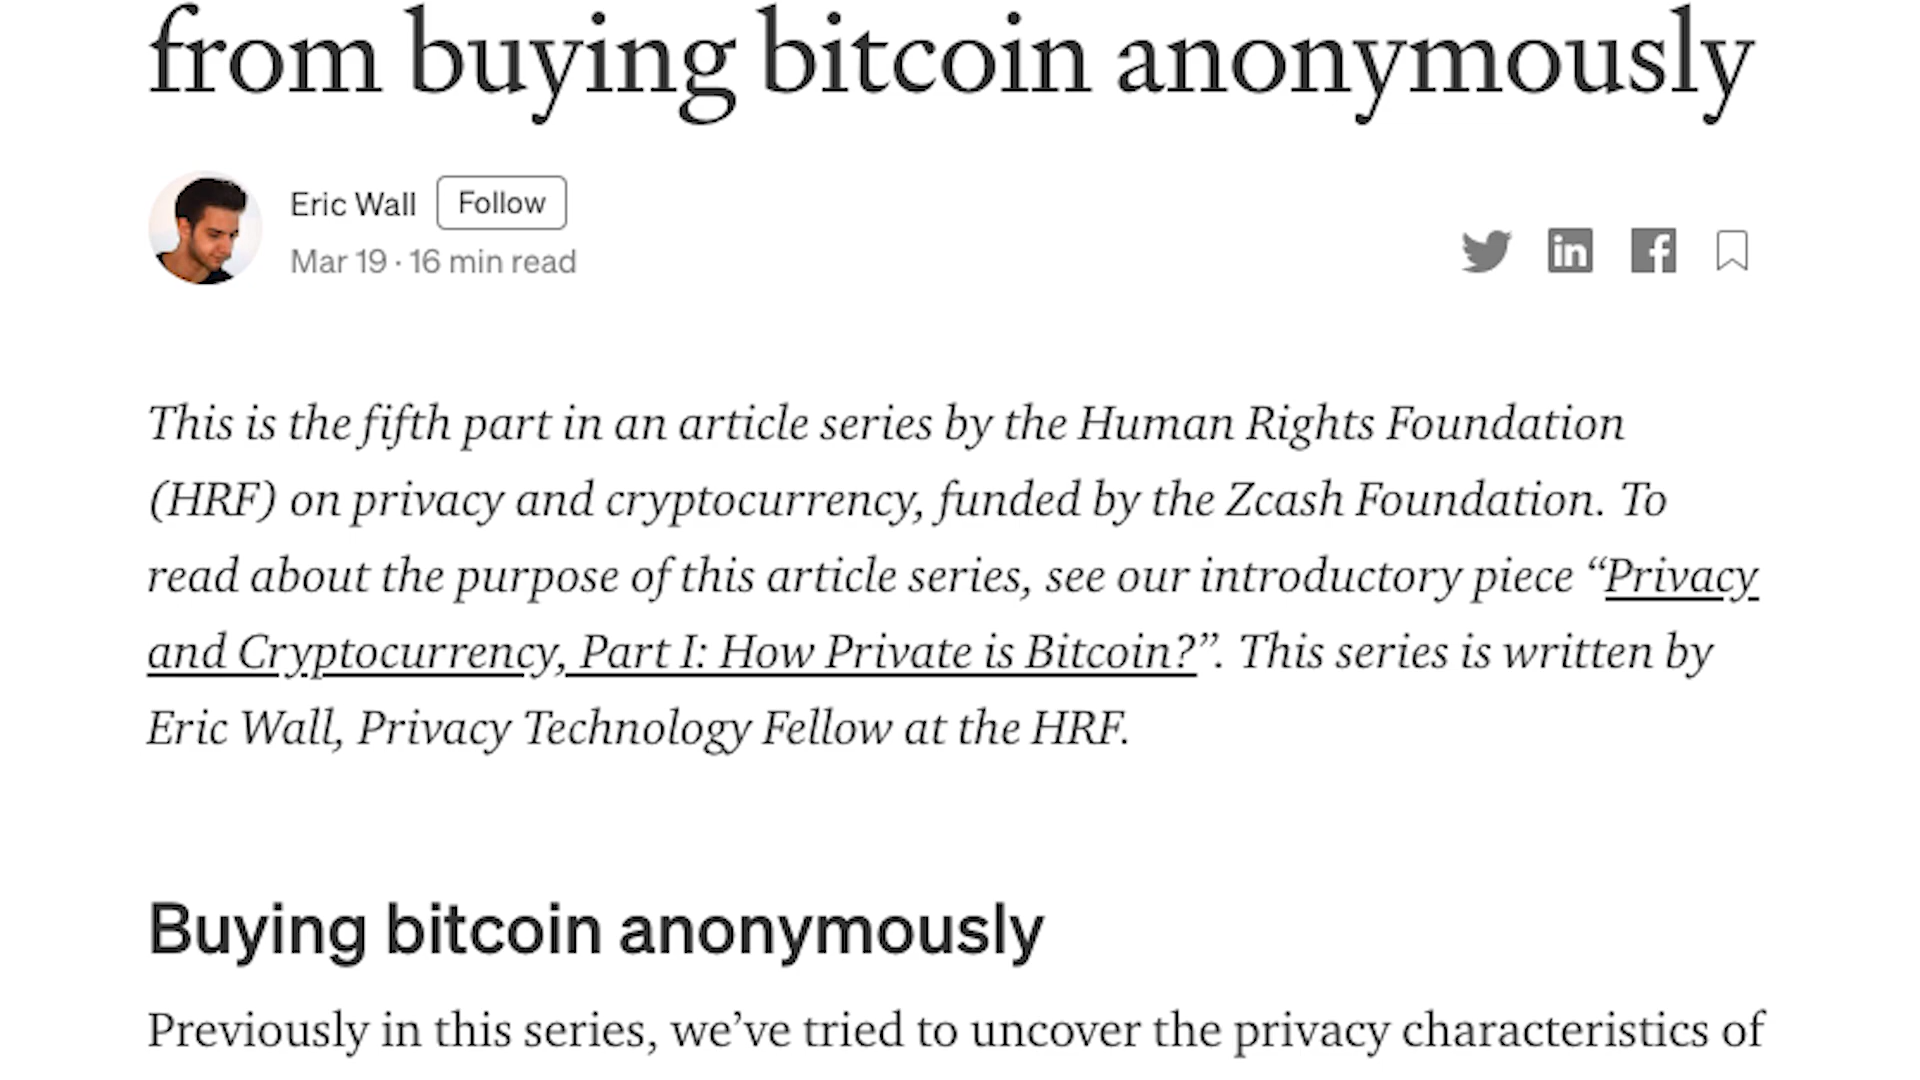 from buying bitcoin anonymously
Eric Wall Follow
Mar 19 · 16 min read
in f
This is the fifth part in an article series by the Human Rights Foundation
(HRF) on privacy and cryptocurrency, funded by the Zcash Foundation. To
read about the purpose of this article series, see our introductory piece “Privacy
and Cryptocurrency, Part I: How Private is Bitcoin?”. This series is written by
Eric Wall, Privacy Technology Fellow at the HRF.
Buying bitcoin anonymously
Previously in this series, we’ve tried to uncover the privacy characteristics of